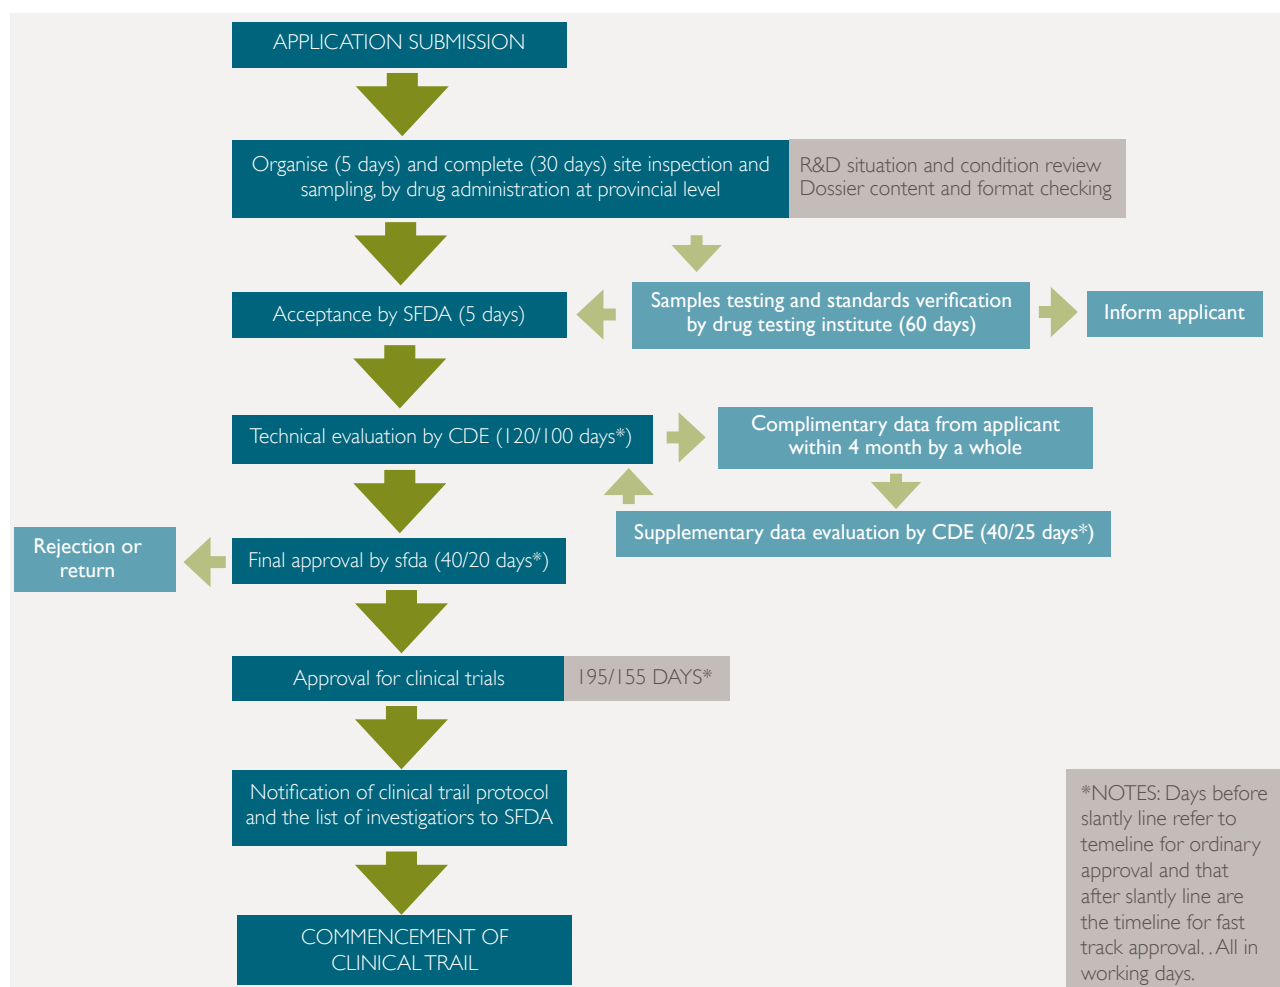 APPLICATION SUBMISSION
Organise (5 days) and complete (30 days) site inspection and
sampling, by drug administration at provincial level
R&D situation and condition review
Dossier content and format checking
Acceptance by SFDA (5 days)
Samples testing and standards verification
by drug testing institute (60 days)
Inform applicant
Technical evaluation by CDE (120/100 days*)
Complimentary data from applicant
within 4 month by a whole
Supplementary data evaluation by CDE (40/25 days*)
Rejection or
return
Final approval by sfda (40/20 days*)
Approval for clinical trials
195/155 DAYS*
Notification of clinical trail protocol
and the list of investigatiors to SFDA
COMMENCEMENT OF
CLINICAL TRAIL
*NOTES: Days before
slantly line refer to
temeline for ordinary
approval and that
after slantly line are
the timeline for fast
track approval. . All in
working days.